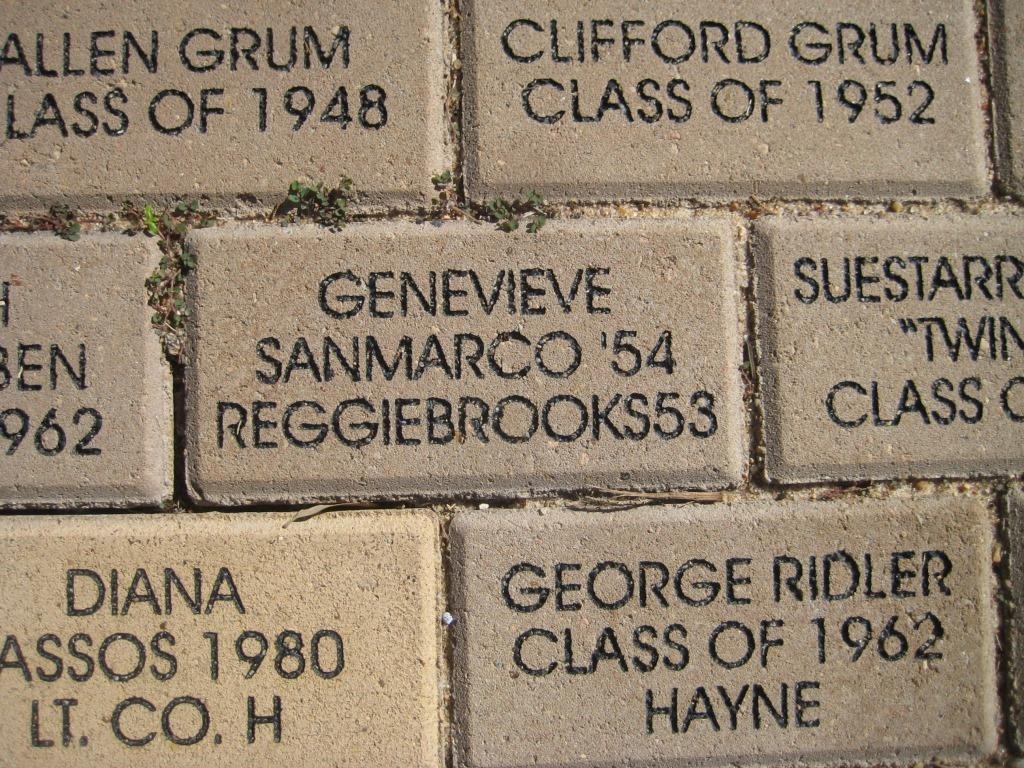 ALLEN GRUM
LASS OF 1948
CLIFFORD GRUM
CLASS OF 1952
H
BEN
962
GENEVIEVE
SANMARCO '54
REGGIEBROOKS53
SUESTARR
"TWIN
CLASS O
DIANA
ASSOS 1980
LT. CO. H
GEORGE RIDLER
CLASS OF 1962
HAYNE